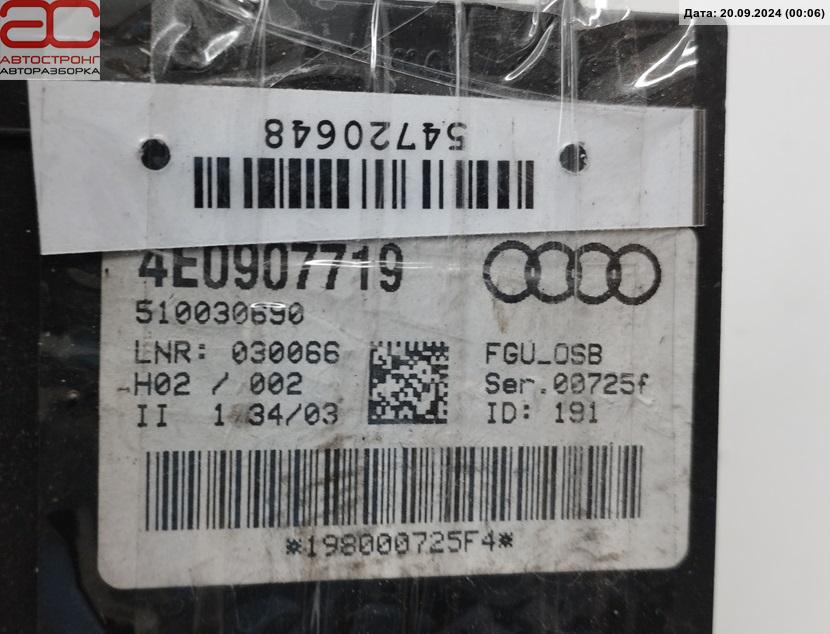 Дата: 20.09.2024 (00:06)
АС
АВТОСТРОНГ
АВТОРАЗБОРКА
54720648
4E0907719
510030690
LNR: 030066
H02 / 002
II 1 34/03
FGU_OSB
Ser.00725f
ID: 191
*198000725F4*